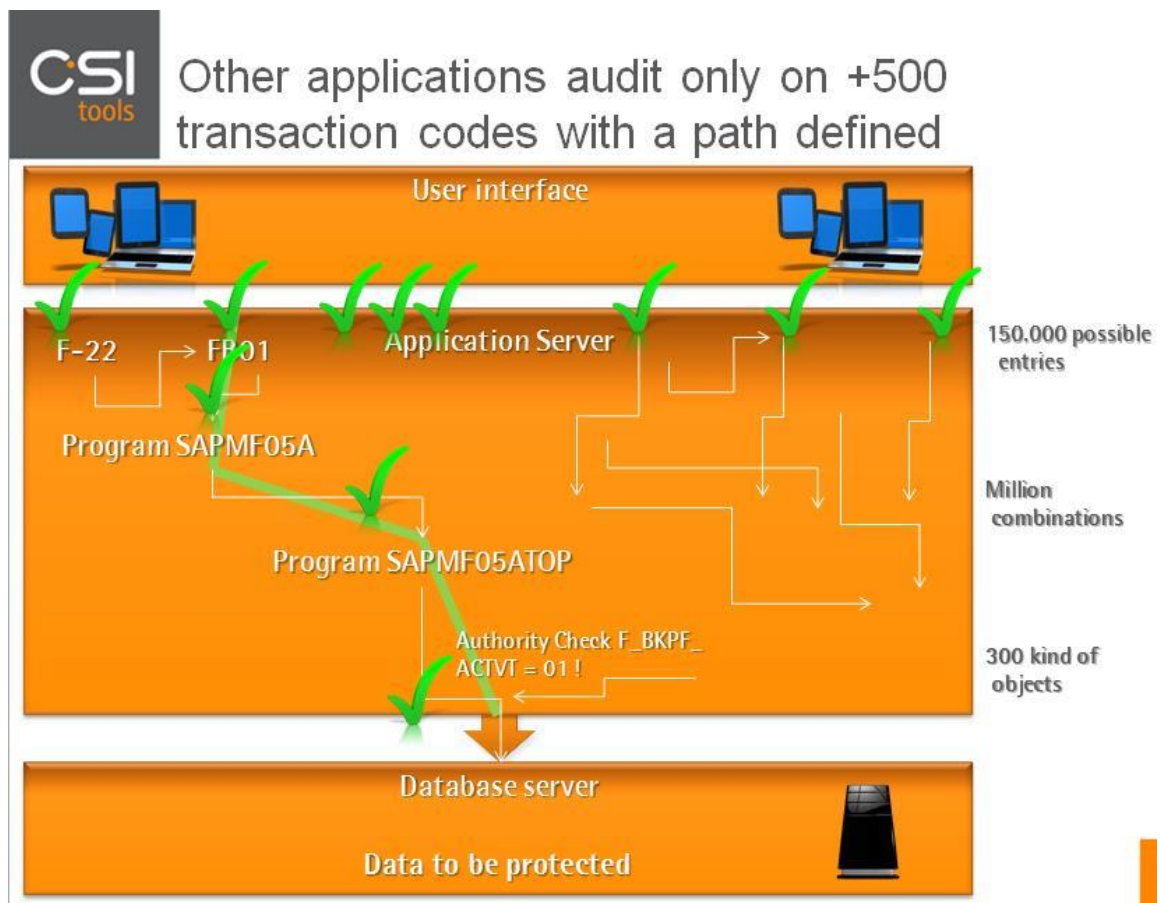 CSI
tools
Other applications audit only on +500
transaction codes with a path defined
User interface
F-22
FB01
Application Server
150.000 possible
entries
Program SAPMF05A
Million
combinations
Program SAPMF05ATOP
Authority Check F_BKPF_
ACTVT = 01 !
300 kind of
objects
Database server
Data to be protected